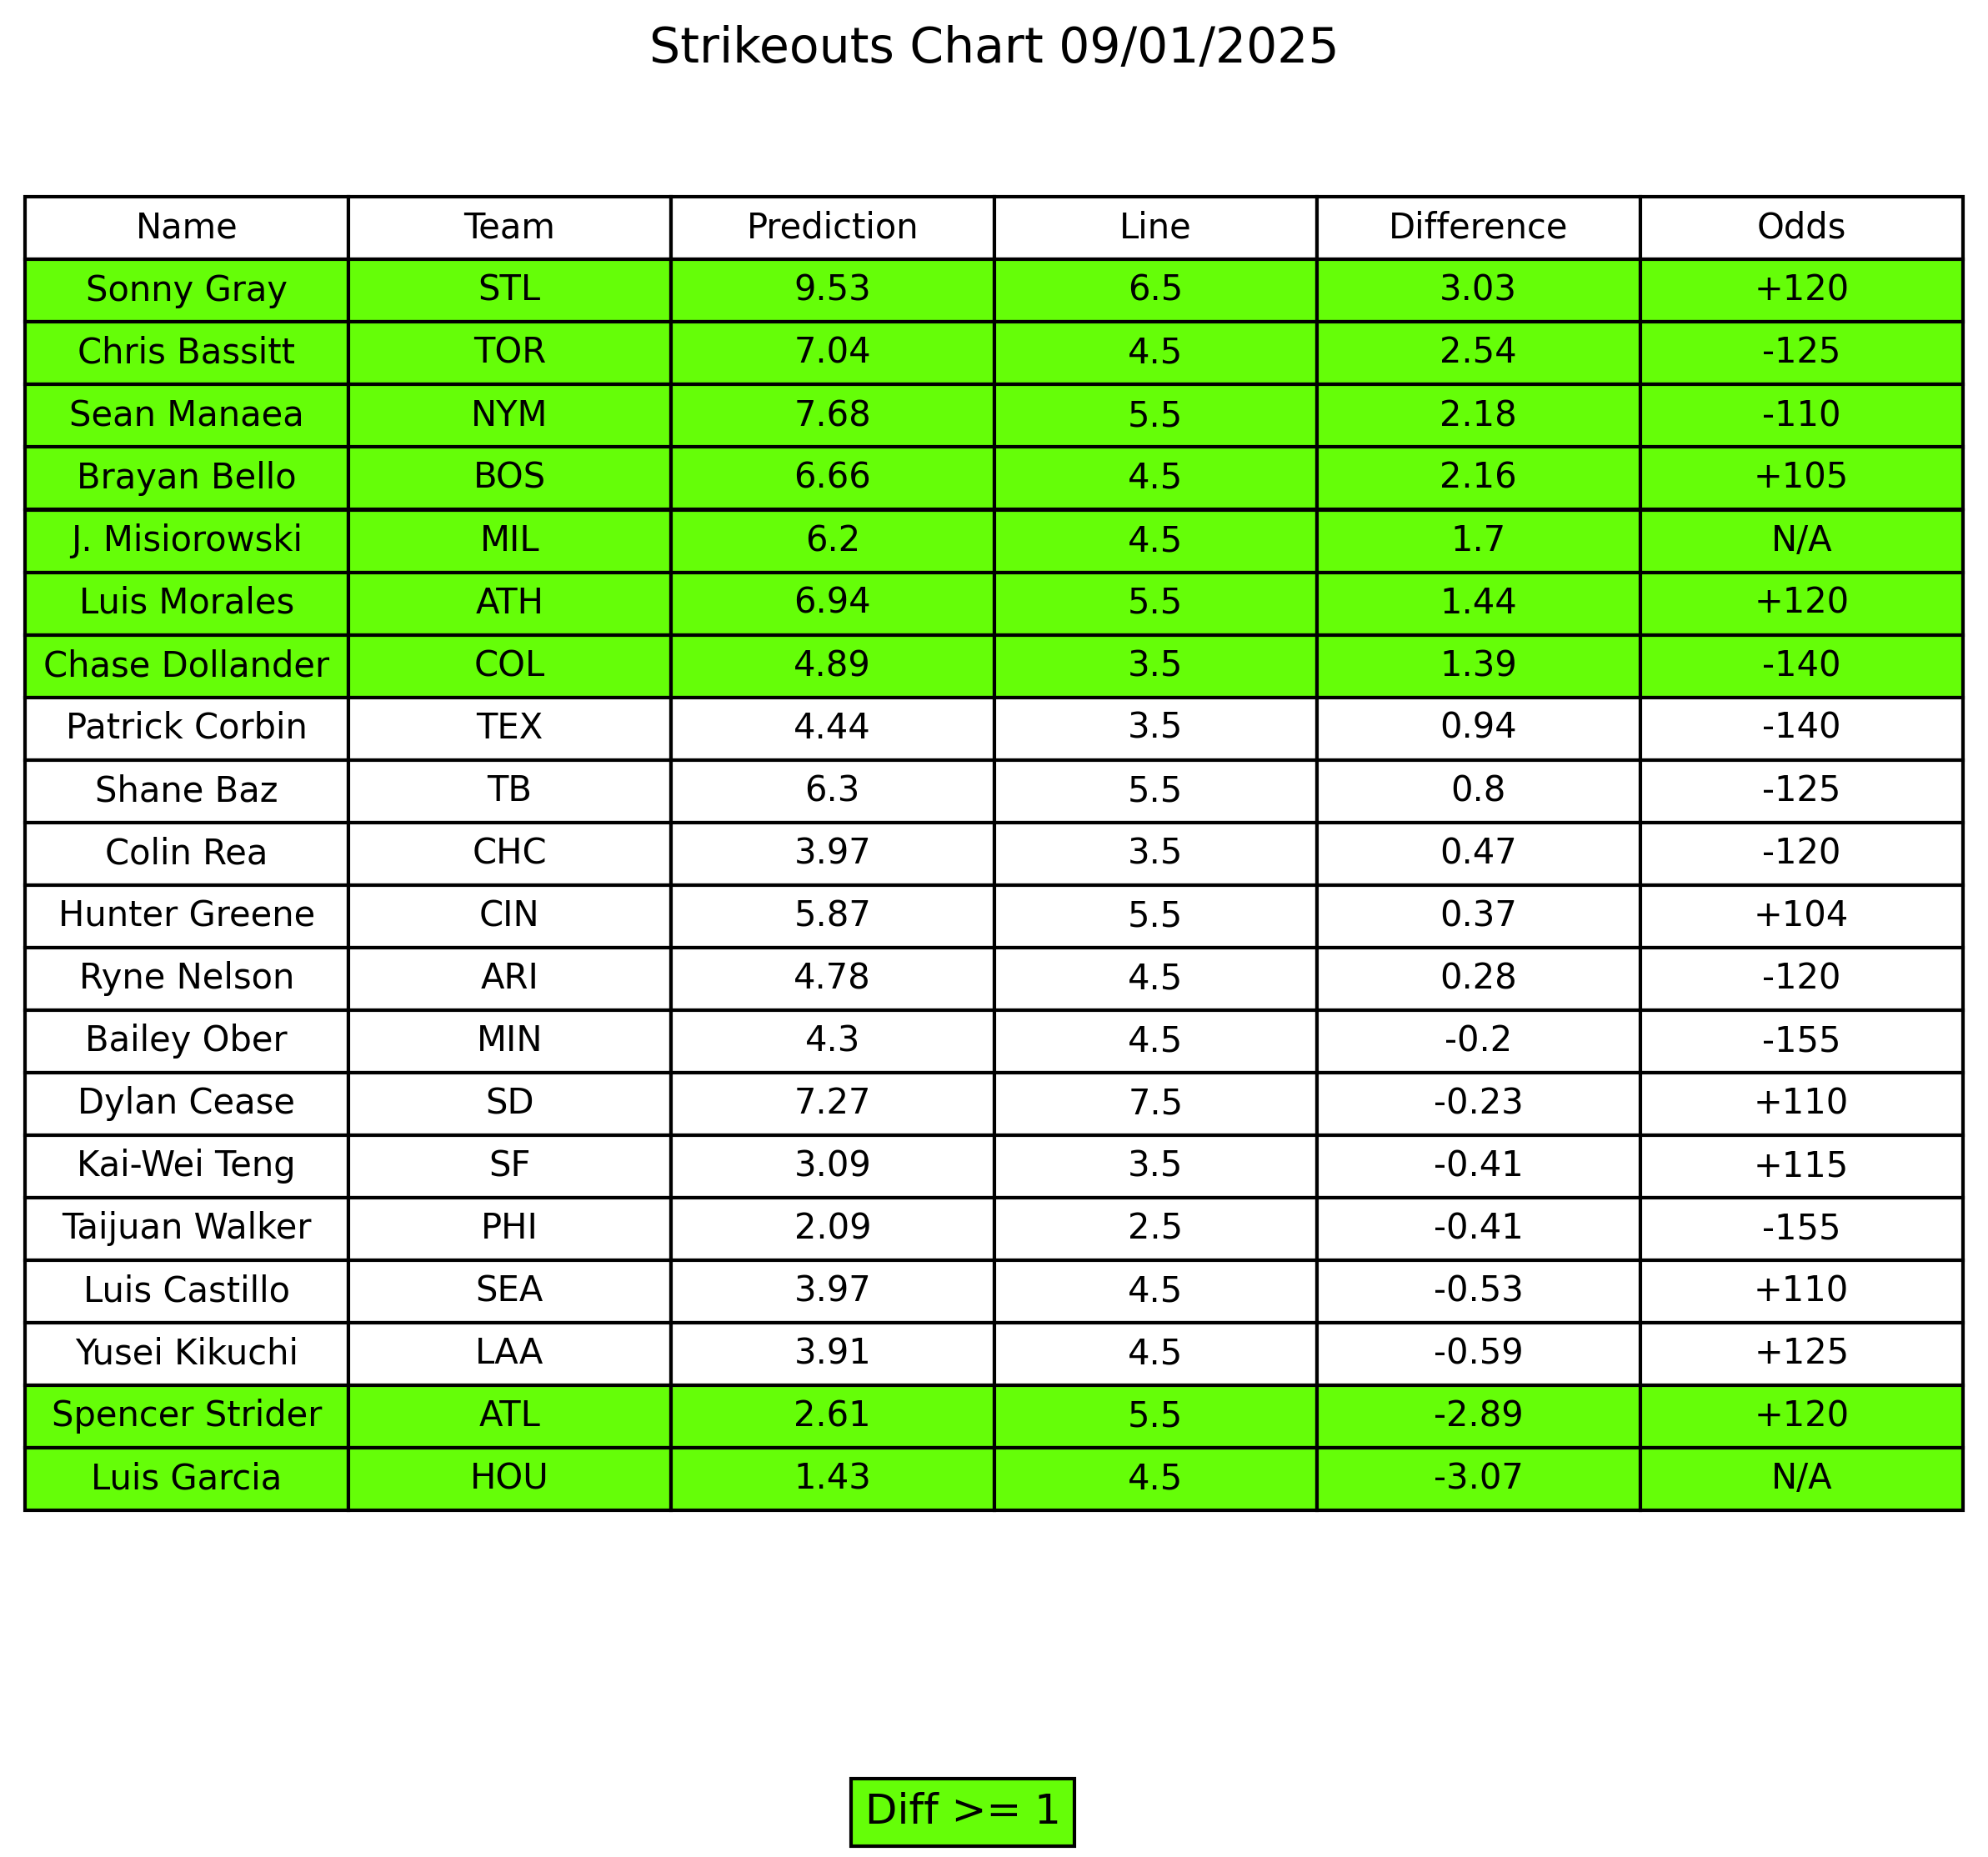 Strikeouts Chart 09/01/2025
Name Team Prediction Line Difference Odds
Sonny Gray STL 9.53 6.5 3.03 +120
Chris Bassitt TOR 7.04 4.5 2.54 -125
Sean Manaea NYM 7.68 5.5 2.18 -110
Brayan Bello BOS 6.66 4.5 2.16 +105
J. Misiorowski MIL 6.2 4.5 1.7 N/A
Luis Morales ATH 6.94 5.5 1.44 +120
Chase Dollander COL 4.89 3.5 1.39 -140
Patrick Corbin TEX 4.44 3.5 0.94 -140
Shane Baz TB 6.3 5.5 0.8 -125
Colin Rea CHC 3.97 3.5 0.47 -120
Hunter Greene CIN 5.87 5.5 0.37 +104
Ryne Nelson ARI 4.78 4.5 0.28 -120
Bailey Ober MIN 4.3 4.5 -0.2 -155
Dylan Cease SD 7.27 7.5 -0.23 +110
Kai-Wei Teng SF 3.09 3.5 -0.41 +115
Taijuan Walker PHI 2.09 2.5 -0.41 -155
Luis Castillo SEA 3.97 4.5 -0.53 +110
Yusei Kikuchi LAA 3.91 4.5 -0.59 +125
Spencer Strider ATL 2.61 5.5 -2.89 +120
Luis Garcia HOU 1.43 4.5 -3.07 N/A
Diff >= 1